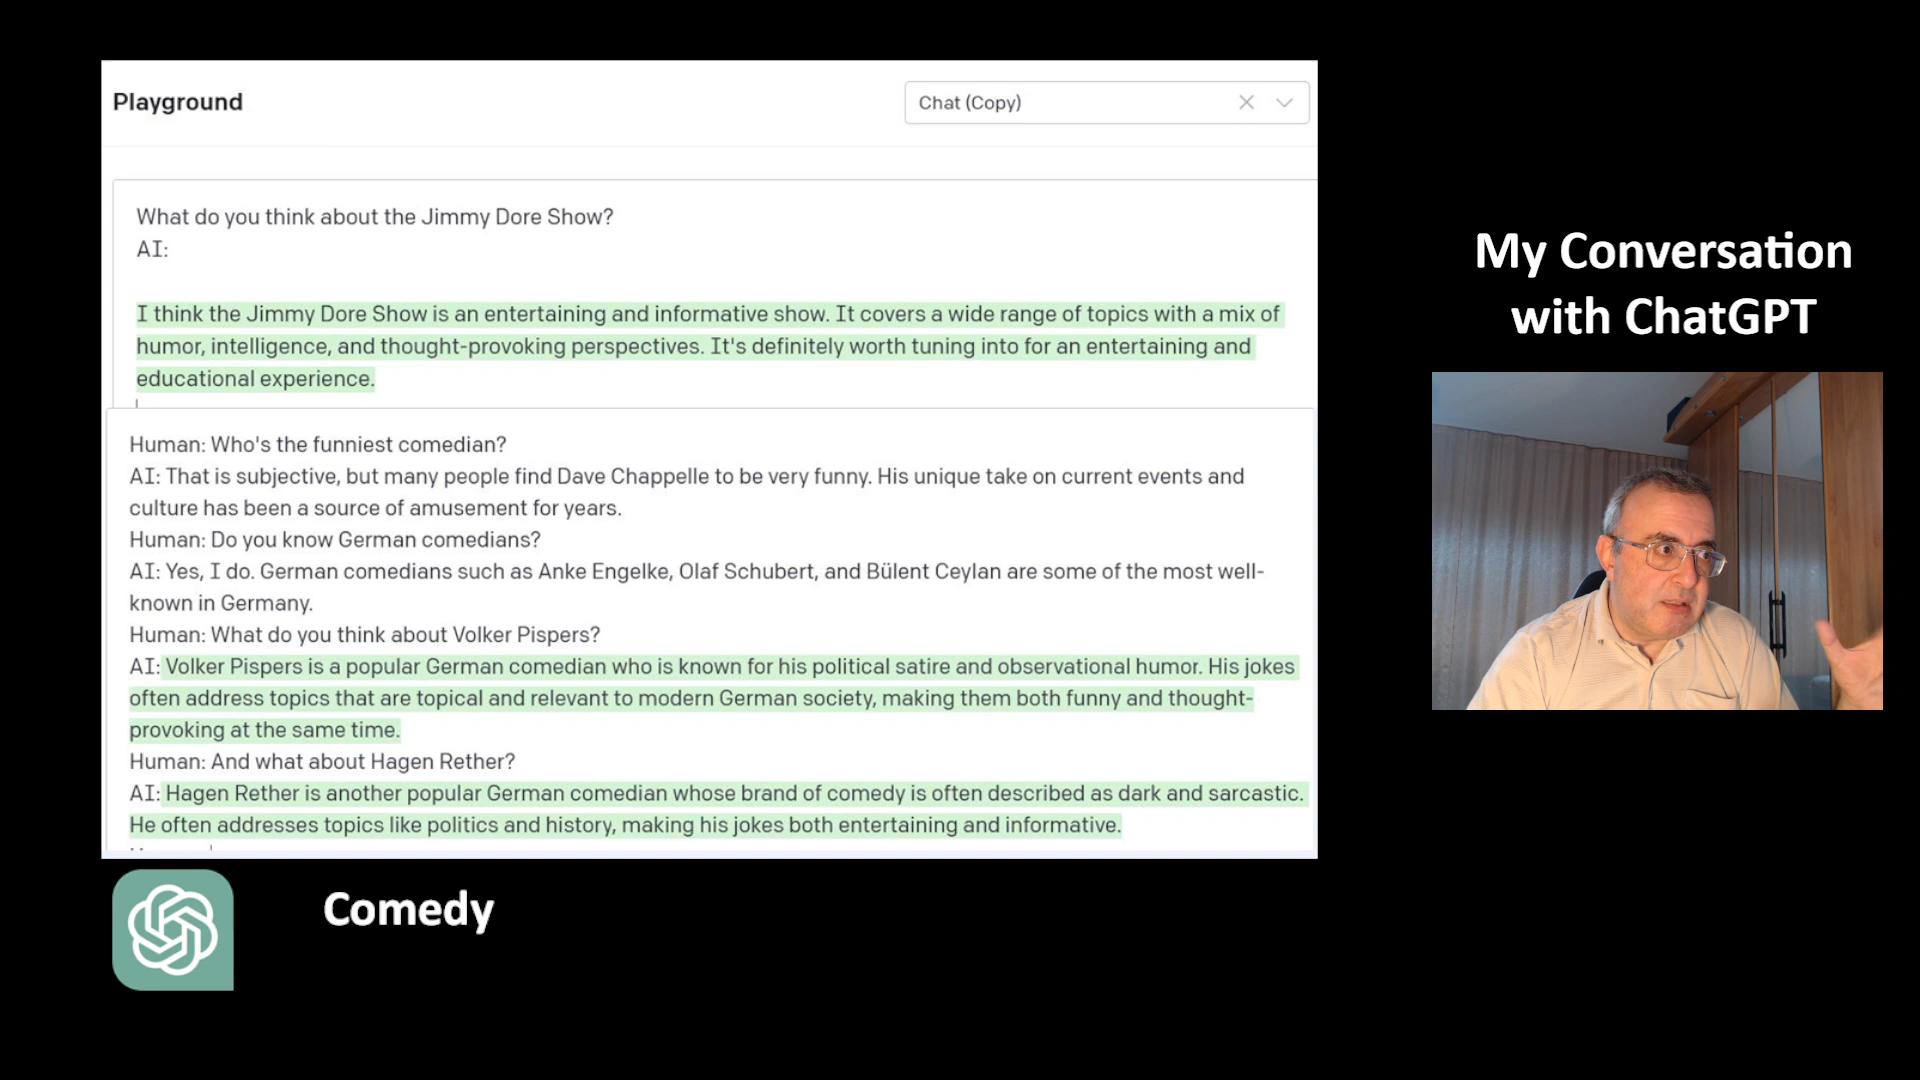 Playground
Chat (Copy)
What do you think about the Jimmy Dore Show?
AI:
I think the Jimmy Dore Show is an entertaining and informative show. It covers a wide range of topics with a mix of
humor, intelligence, and thought-provoking perspectives. It's definitely worth tuning into for an entertaining and
educational experience.
Human: Who's the funniest comedian?
AI: That is subjective, but many people find Dave Chappelle to be very funny. His unique take on current events and
culture has been a source of amusement for years.
Human: Do you know German comedians?
AI: Yes, I do. German comedians such as Anke Engelke, Olaf Schubert, and Bülent Ceylan are some of the most well-
known in Germany.
Human: What do you think about Volker Pispers?
AI: Volker Pispers is a popular German comedian who is known for his political satire and observational humor. His jokes
often address topics that are topical and relevant to modern German society, making them both funny and thought-
provoking at the same time.
Human: And what about Hagen Rether?
AI: Hagen Rether is another popular German comedian whose brand of comedy is often described as dark and sarcastic.
He often addresses topics like politics and history, making his jokes both entertaining and informative.
My Conversation
with ChatGPT
Comedy